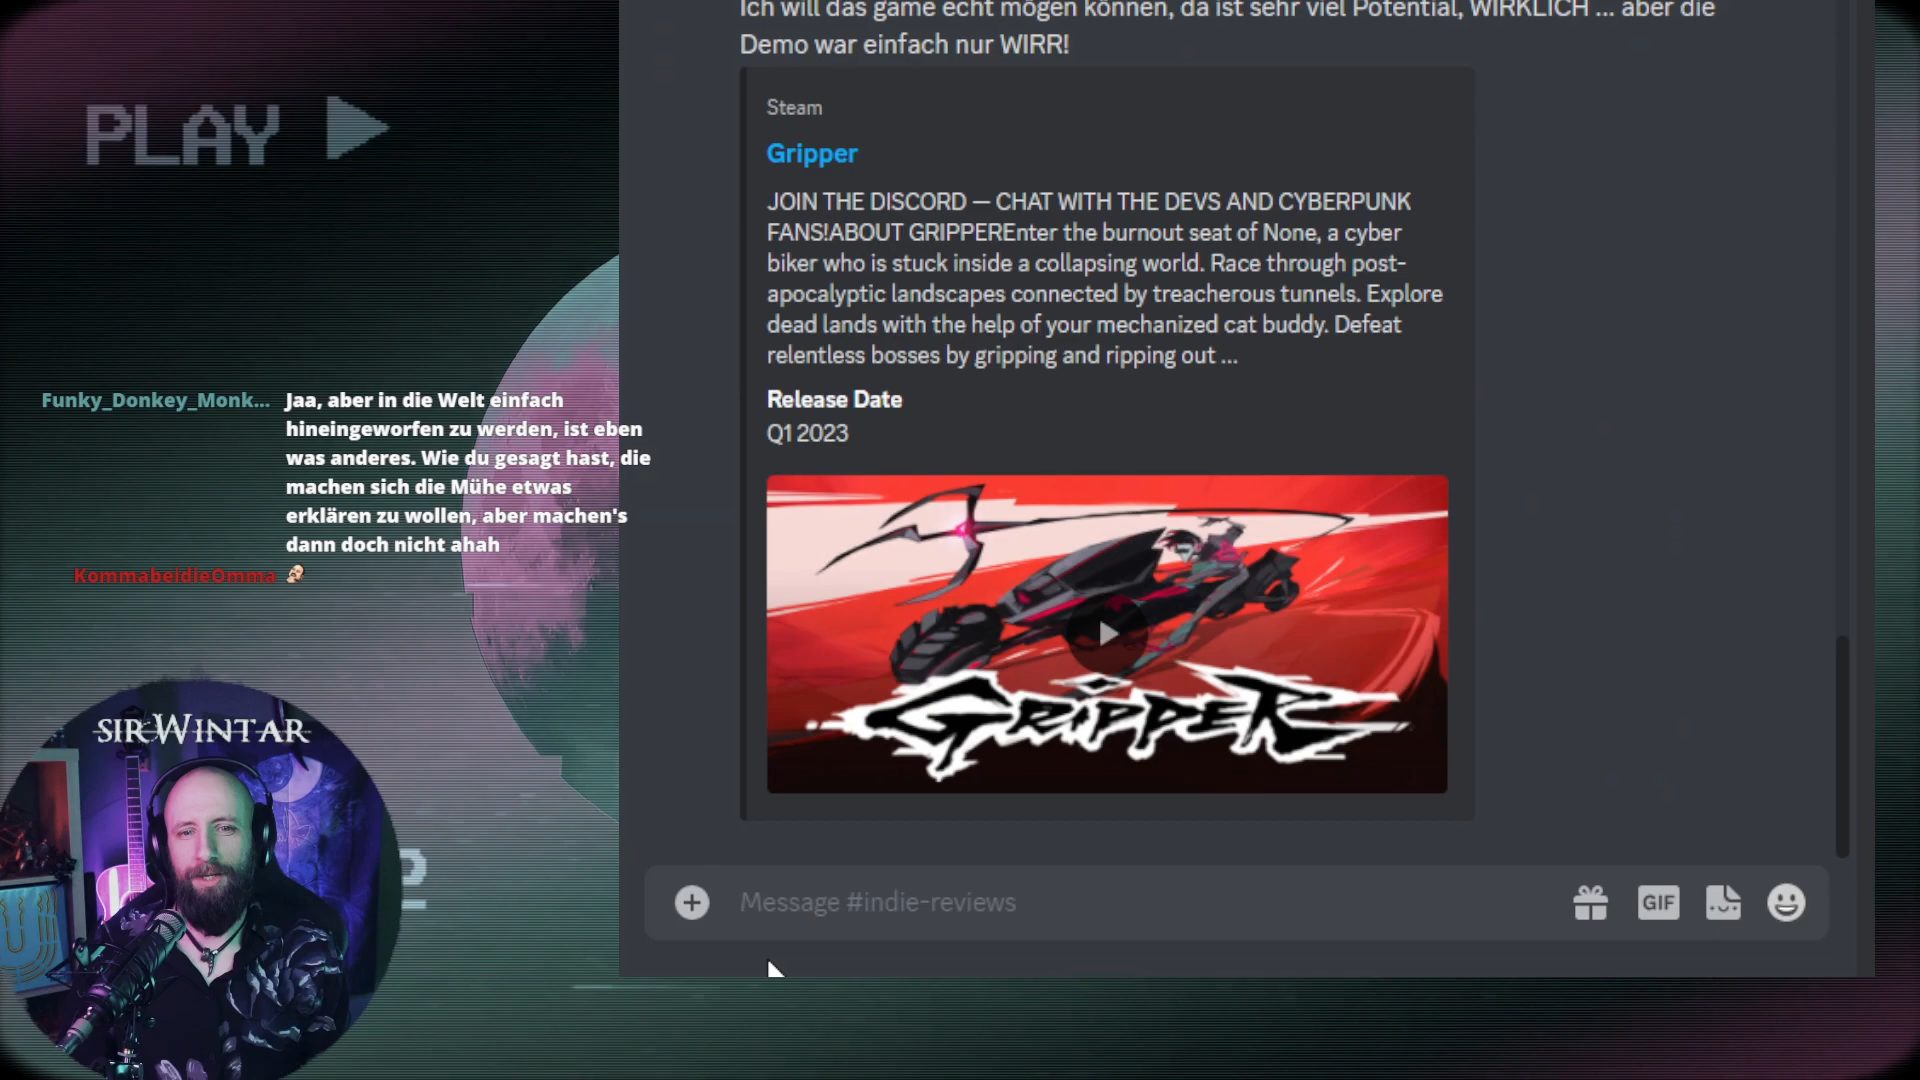 Ich will das game echt mögen können, da ist sehr viel Potential, WIRKLICH ... aber die
Demo war einfach nur WIRR!
PLAY
Steam
Gripper
JOIN THE DISCORD — CHAT WITH THE DEVS AND CYBERPUNK
FANS!ABOUT GRIPPEREnter the burnout seat of None, a cyber
biker who is stuck inside a collapsing world. Race through post-
apocalyptic landscapes connected by treacherous tunnels. Explore
dead lands with the help of your mechanized cat buddy. Defeat
relentless bosses by gripping and ripping out ...
Release Date
Q1 2023
GRIPPER
Funky_Donkey_Monk... Jaa, aber in die Welt einfach
hineingeworfen zu werden, ist eben
was anderes. Wie du gesagt hast, die
machen sich die Mühe etwas
erklären zu wollen, aber machen's
dann doch nicht ahah
KommabeidieOmma
SIRWINTAR
Message #indie-reviews
GIF